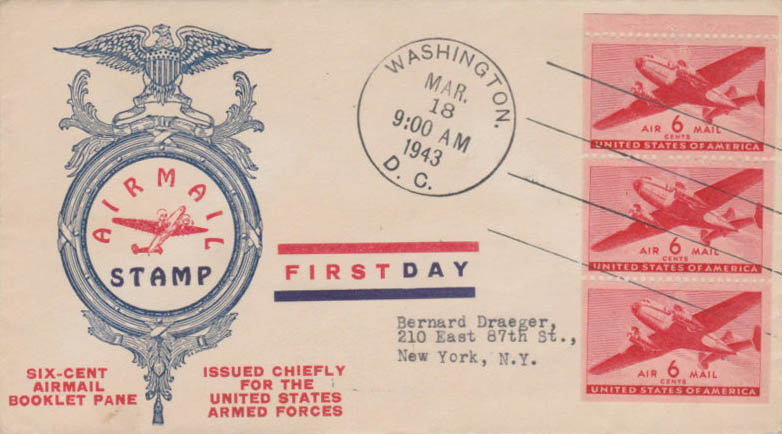 AIRMAIL
STAMP
SIX-CENT
AIRMAIL
BOOKLET PANE
ISSUED CHIEFLY
FOR THE
UNITED STATES
ARMED FORCES
FIRST DAY
WASHINGTON.
MAR.
18
9:00 AM
1943
D. C.
Bernard Draeger,
210 East 87th St.,
New York, N.Y.
AIR 6 MAIL
CENTS
UNITED STATES OF AMERICA
AIR 6 MAIL
CENTS
UNITED STATES OF AMERICA
AIR 6 MAIL
CENTS
UNITED STATES OF AMERICA